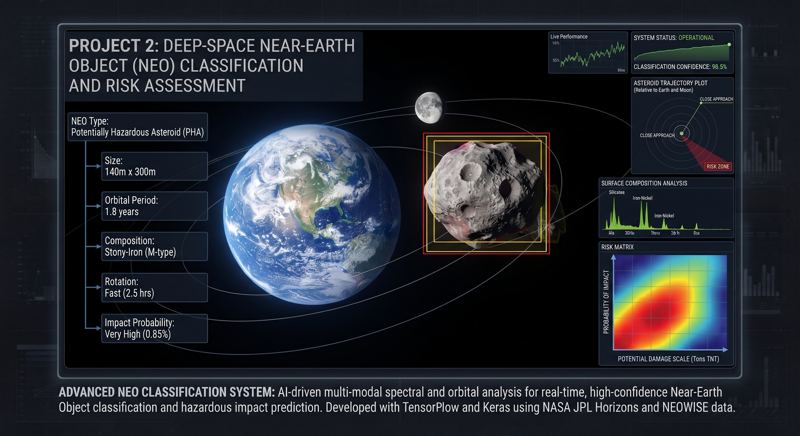 PROJECT 2: DEEP-SPACE NEAR-EARTH
OBJECT (NEO) CLASSIFICATION
AND RISK ASSESSMENT
NEO Type:
Potentially Hazardous Asteroid (PHA)
Size:
140m x 300m
Orbital Period:
1.8 years
Composition:
Stony-Iron (M-type)
Rotation:
Fast (2.5 hrs)
Impact Probability:
Very High (0.85%)
Live Performance
SYSTEM STATUS: OPERATIONAL
CLASSIFICATION CONFIDENCE: 98.5%
ASTEROID TRAJECTORY PLOT
(Relative to Earth and Moon)
CLOSE APPROACH
CLOSE APPROACH
RISK ZONE
SURFACE COMPOSITION ANALYSIS
Silicates
Iron-Nickel
Iron-Nickel
RISK MATRIX
PROBABILITY OF IMPACT
POTENTIAL DAMAGE SCALE (Tons TNT)
ADVANCED NEO CLASSIFICATION SYSTEM: AI-driven multi-modal spectral and orbital analysis for real-time, high-confidence Near-Earth
Object classification and hazardous impact prediction. Developed with TensorPlow and Keras using NASA JPL Horizons and NEOWISE data.